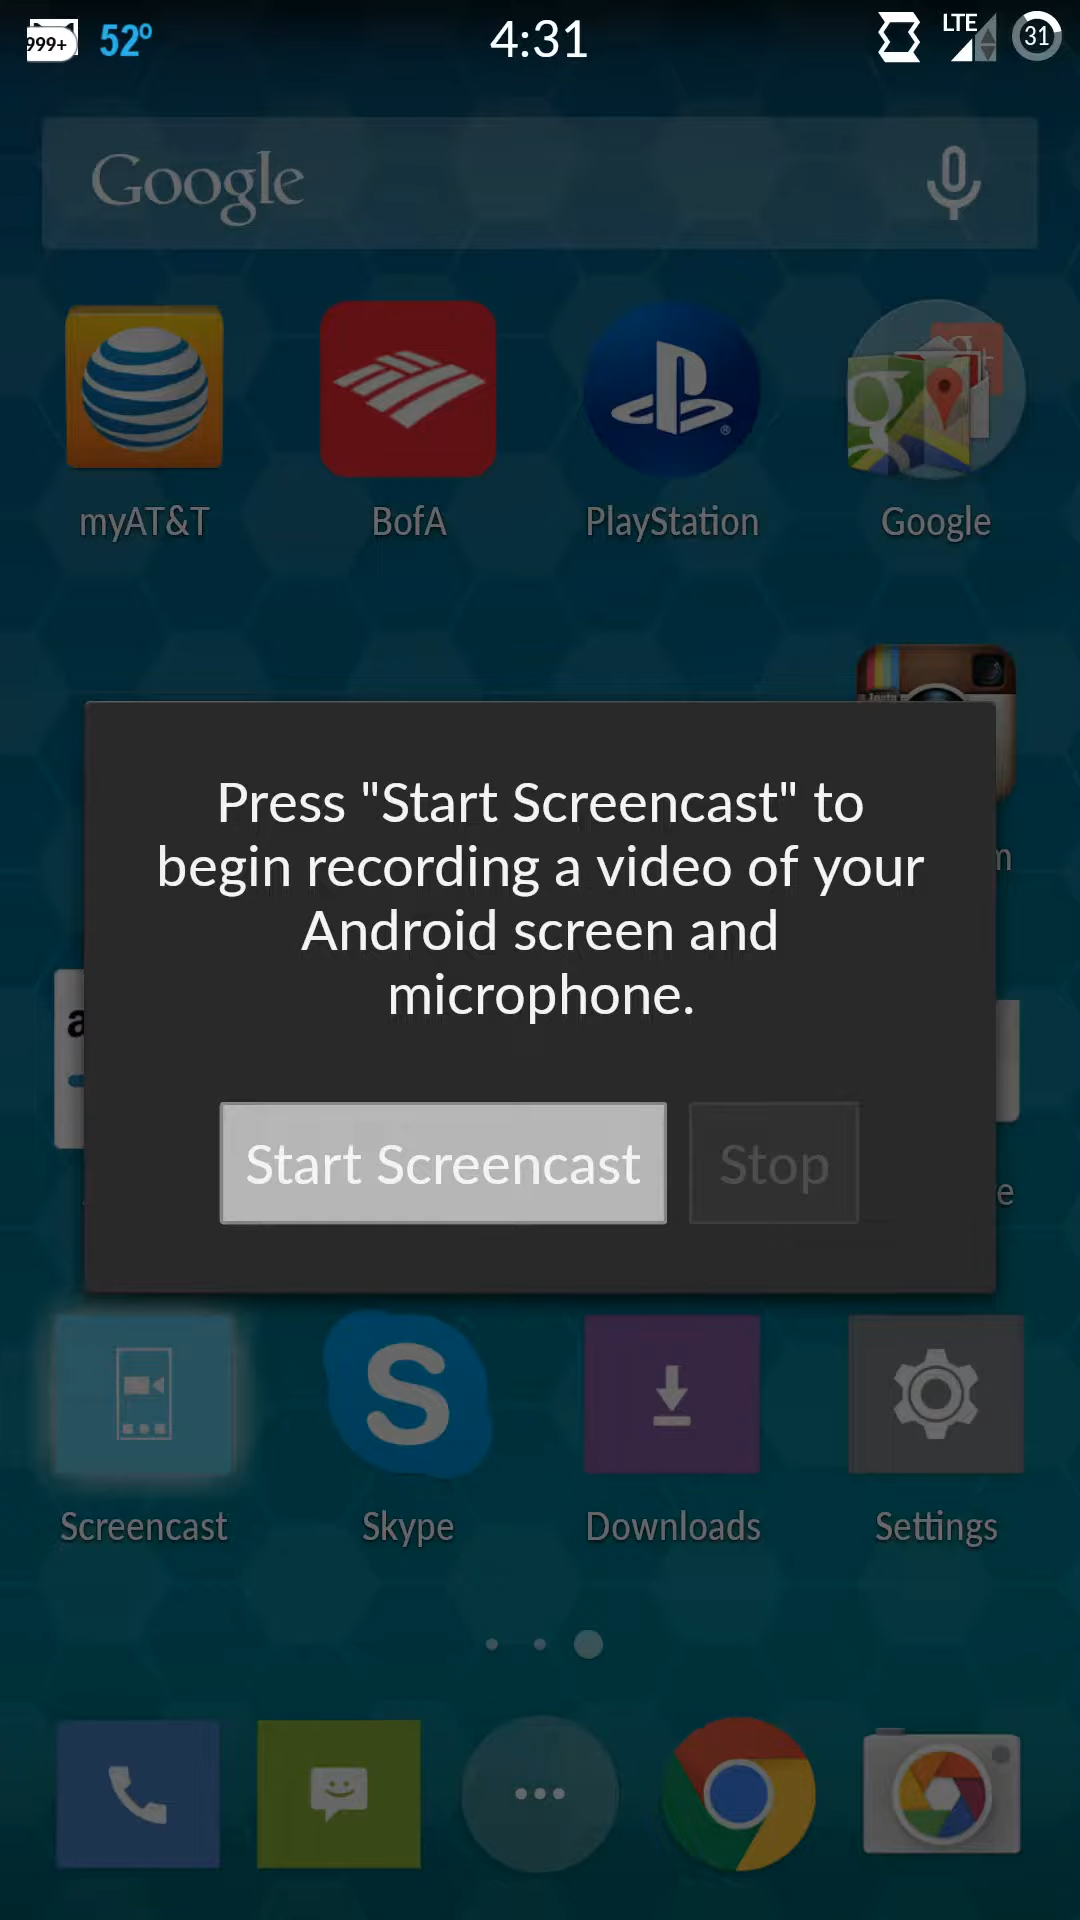 999+ 52° 4:31 LTE 31
Google
myAT&T BofA PlayStation Google
Press "Start Screencast" to
begin recording a video of your
Android screen and
microphone.
Start Screencast Stop
Screencast Skype Downloads Settings